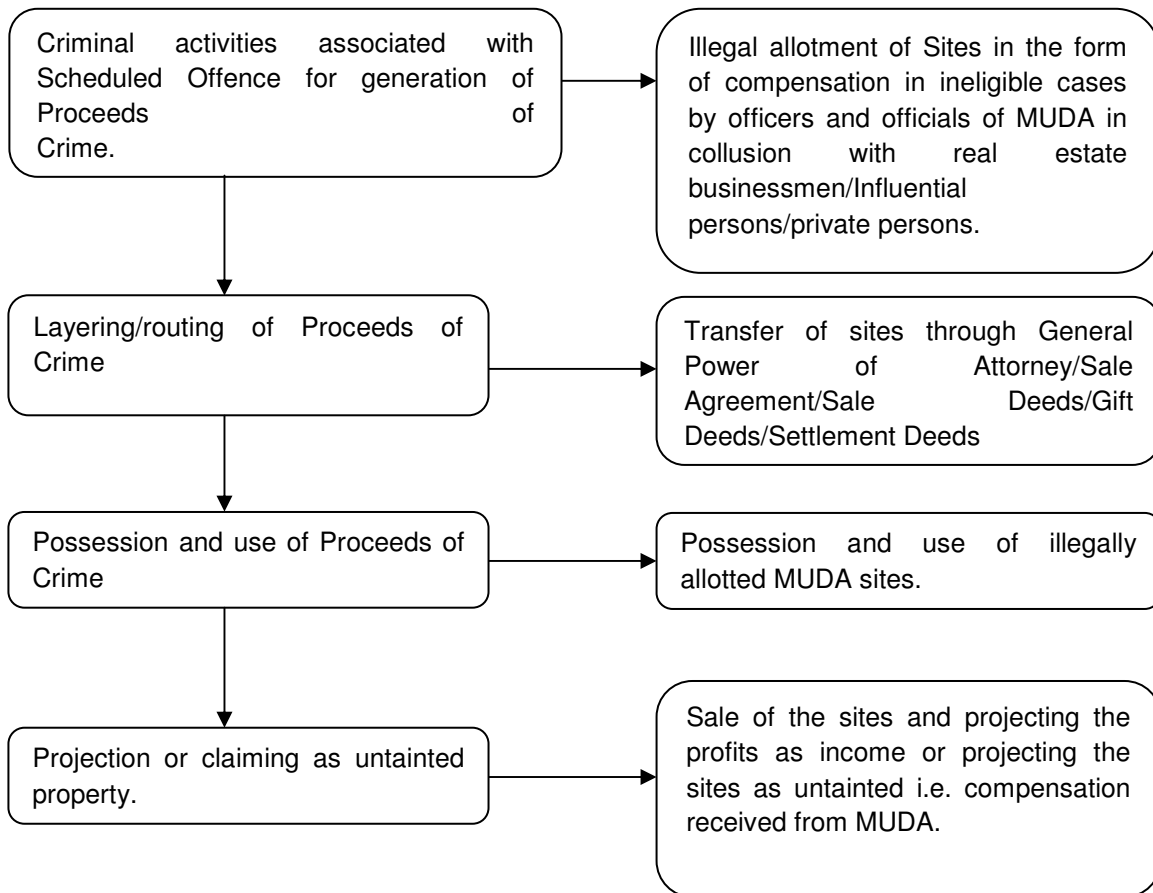 Criminal activities associated with
Scheduled Offence for generation of
Proceeds of
Crime.
Illegal allotment of Sites in the form
of compensation in ineligible cases
by officers and officials of MUDA in
collusion with real estate
businessmen/Influential
persons/private persons.
Layering/routing of Proceeds of
Crime
Transfer of sites through General
Power of Attorney/Sale
Agreement/Sale Deeds/Gift
Deeds/Settlement Deeds
Possession and use of Proceeds of
Crime
Possession and use of illegally
allotted MUDA sites.
Projection or claiming as untainted
property.
Sale of the sites and projecting the
profits as income or projecting the
sites as untainted i.e. compensation
received from MUDA.